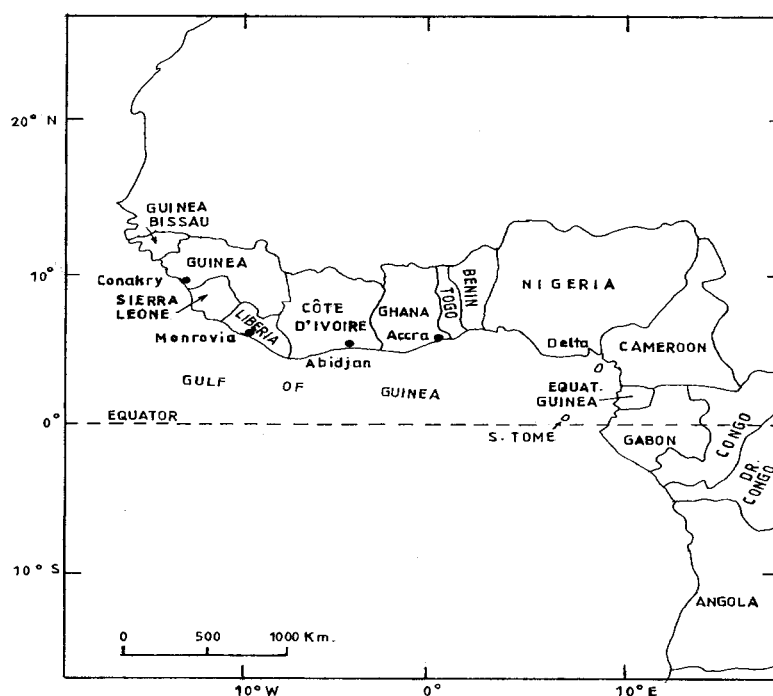 20° N
GUINEA
BISSAU
GUINEA
10°
Conakry
SIERRA
LEONE
LIBERIA
Monrovia
CÔTE
D'IVOIRE
Abidjan
GHANA
Accra
TOGO
BENIN
NIGERIA
Delta
CAMEROON
GULF OF GUINEA
EQUAT.
GUINEA
EQUATOR
0°
S. TOME
GABON
CONGO
DR.
CONGO
10° S
ANGOLA
0 500 1000 Km.
10° W 0° 10° E